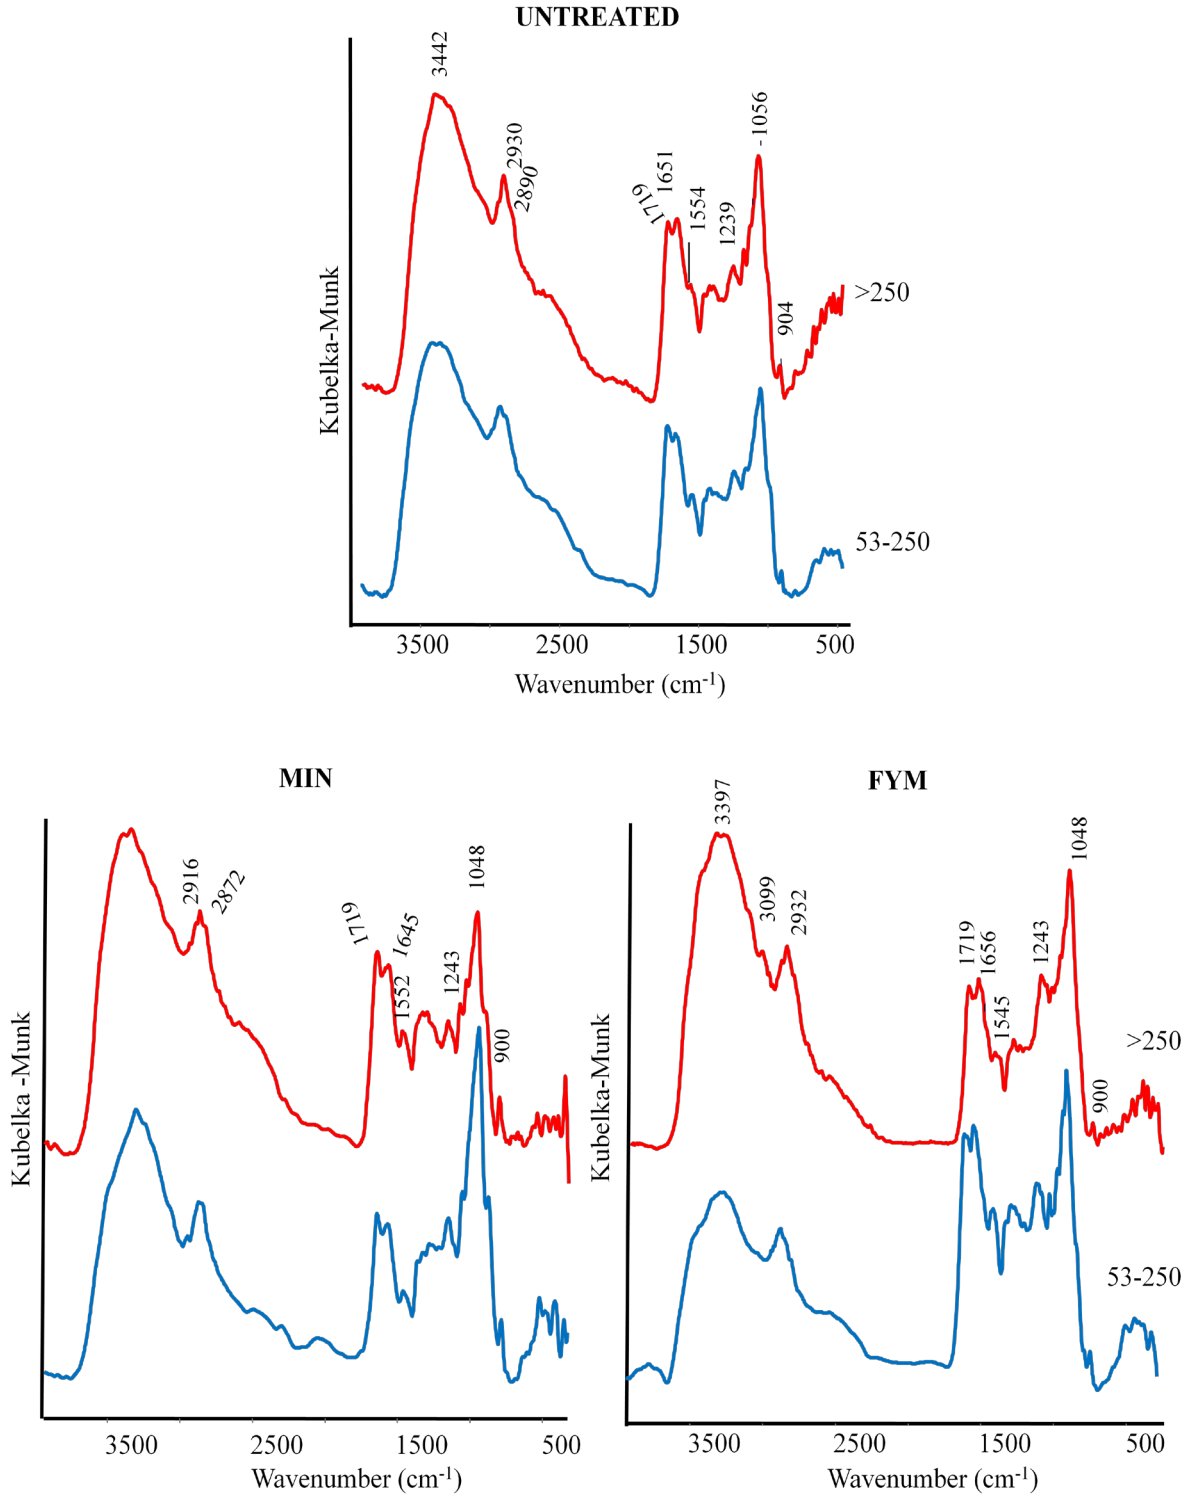 UNTREATED
3442
2930
2890
1719
1651
1554
1239
-1056
904
>250
53-250
Kubelka-Munk
3500 2500 1500 500
Wavenumber (cm-1)
MIN
2916
2872
1719
1645
1552
1243
1048
900
Kubelka -Munk
3500 2500 1500 500
Wavenumber (cm-1)
FYM
3397
3099
2932
1719
1656
1545
1243
1048
900
>250
53-250
Kubelka-Munk
3500 2500 1500 500
Wavenumber (cm-1)